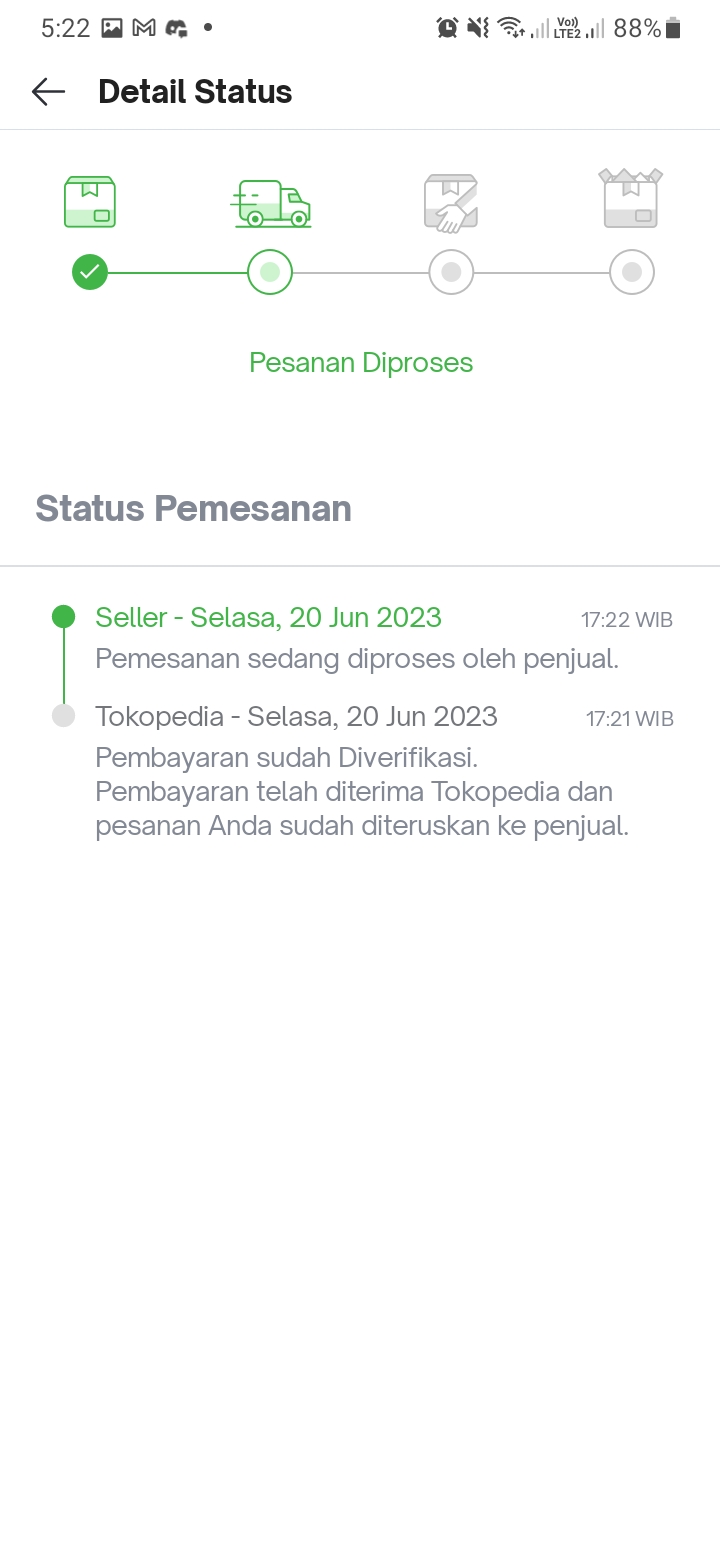 5:22
Vo)) LTE2
88%
Detail Status
Pesanan Diproses
Status Pemesanan
Seller - Selasa, 20 Jun 2023 17:22 WIB
Pemesanan sedang diproses oleh penjual.
Tokopedia - Selasa, 20 Jun 2023 17:21 WIB
Pembayaran sudah Diverifikasi.
Pembayaran telah diterima Tokopedia dan
pesanan Anda sudah diteruskan ke penjual.